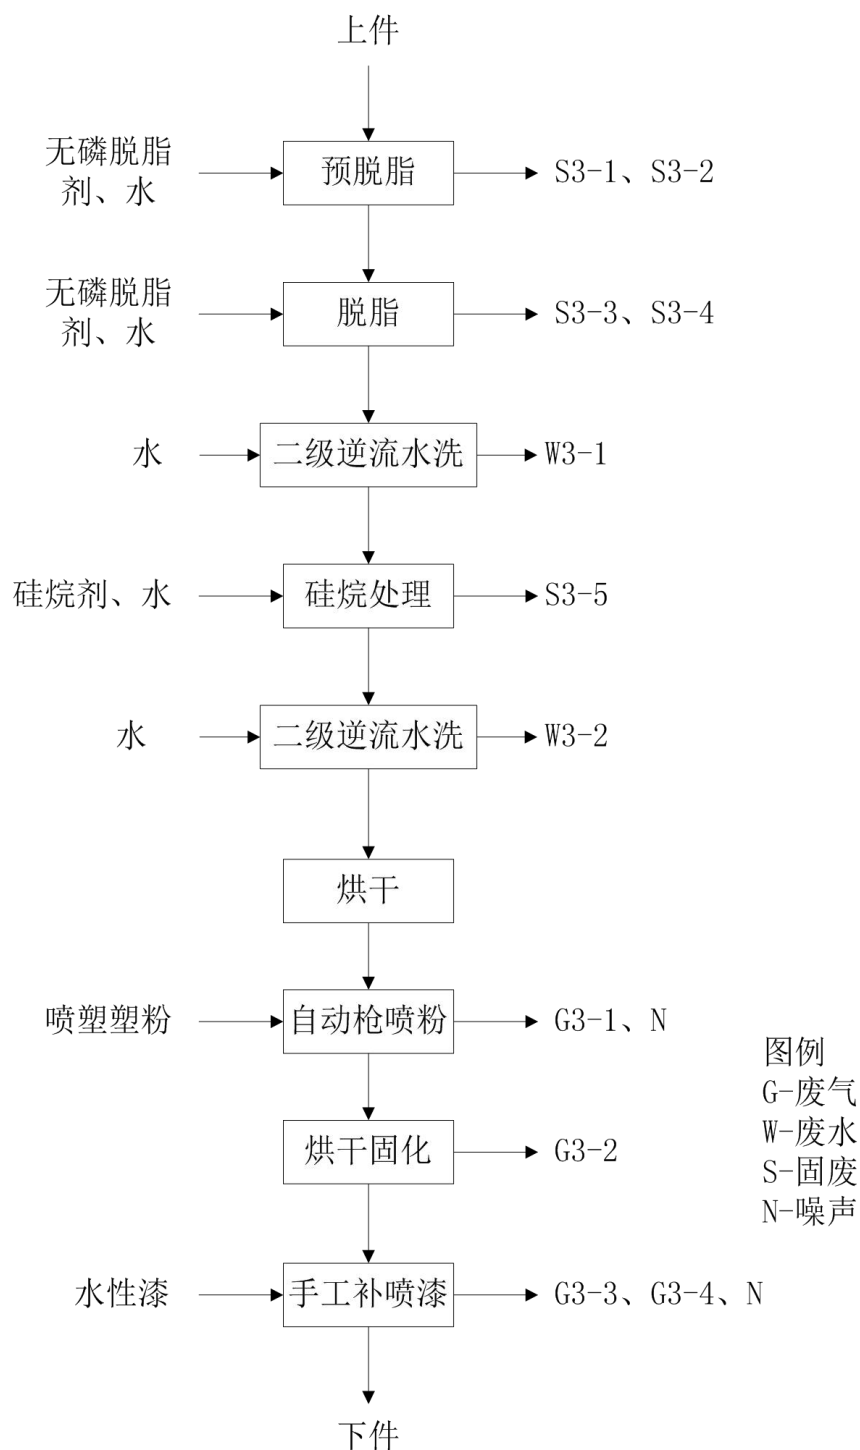 上件
无磷脱脂
剂、水
预脱脂
S3-1、S3-2
无磷脱脂
剂、水
脱脂
S3-3、S3-4
水
二级逆流水洗
W3-1
硅烷剂、水
硅烷处理
S3-5
水
二级逆流水洗
W3-2
烘干
喷塑塑粉
自动枪喷粉
G3-1、N
烘干固化
G3-2
水性漆
手工补喷漆
G3-3、G3-4、N
下件
图例
G-废气
W-废水
S-固废
N-噪声